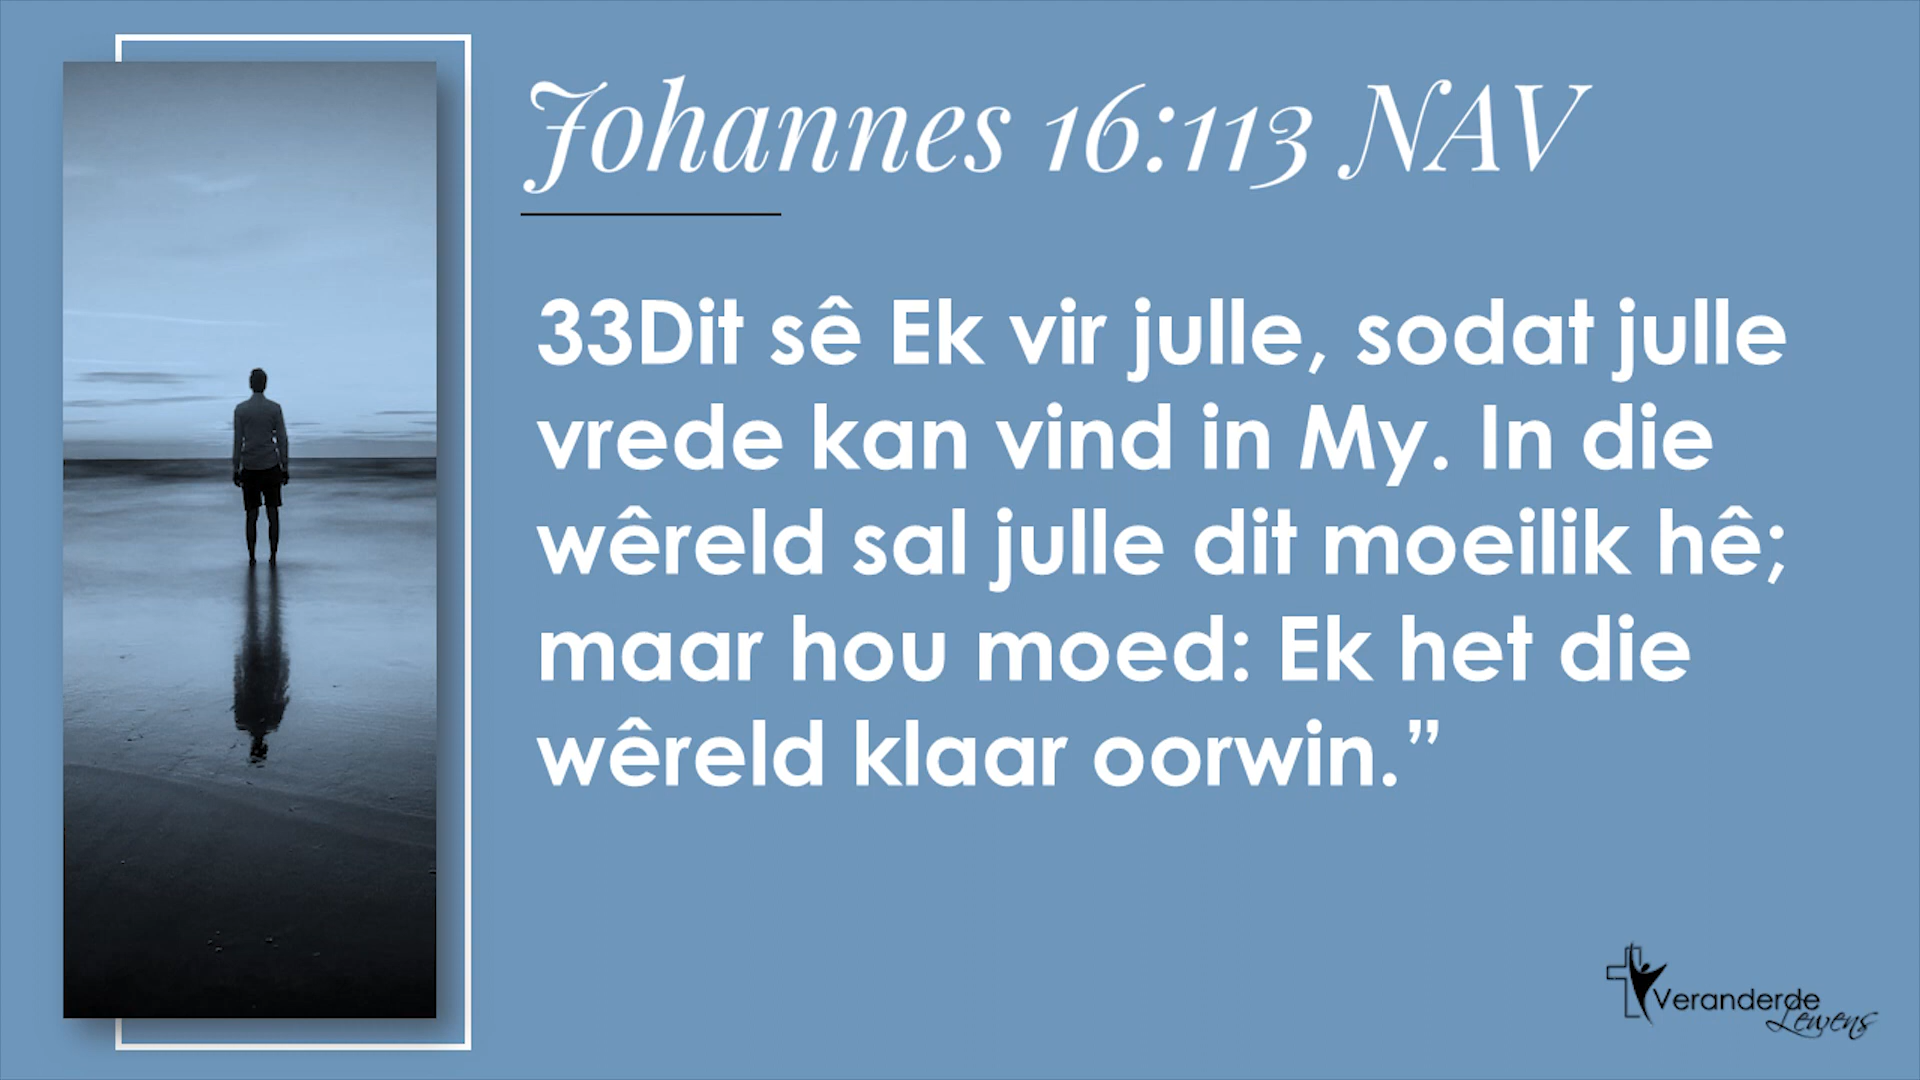 Johannes 16:113 NAV
33Dit sê Ek vir julle, sodat julle
vrede kan vind in My. In die
wêreld sal julle dit moeilik hê;
maar hou moed: Ek het die
wêreld klaar oorwin.”
Veranderde
Lewens